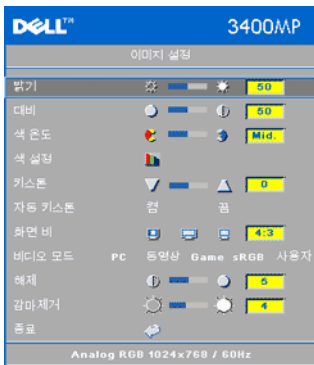 DELL™ 3400MP
이미지 설정
밝기 50
대비 50
색 온도 Mid.
색 설정
키스톤 0
자동 키스톤 켬 끔
화면 비 4:3
비디오 모드 PC 동영상 Game sRGB 사용자
해제 5
감마제거 4
종료
Analog RGB 1024x768 / 60Hz